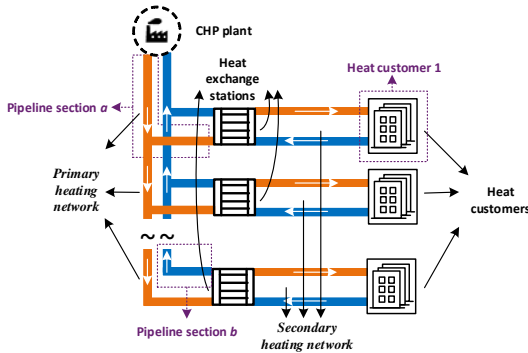 CHP plant
Heat
exchange
stations
Heat customer 1
Pipeline section a
Primary
heating
network
Heat
customers
~ ~
Pipeline section b
Secondary
heating network